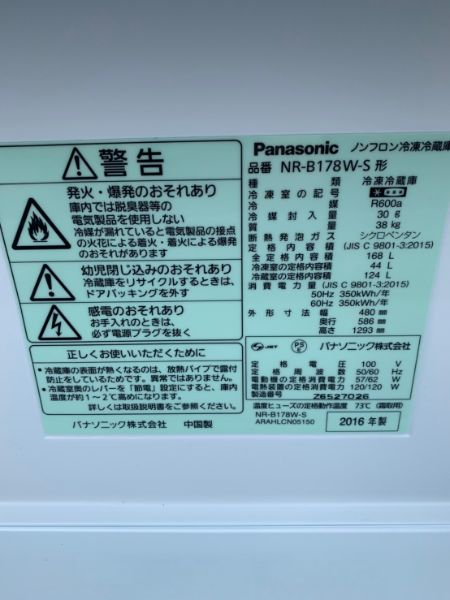 警告
発火・爆発のおそれあり
庫内では脱臭器等の
電気製品を使用しない
冷媒が漏れていると電気製品の接点
の火花による着火・着火による爆発
のおそれあり
幼児閉じ込みのおそれあり
冷蔵庫をリサイクルするときは、
ドアパッキングを外す
感電のおそれあり
お手入れのときは、
必ず電源プラグを抜く
正しくお使いいただくために
・冷蔵庫の表面が熱くなるのは、放熱パイプで露付
防止をしているためです。異常ではありません。
・冷蔵室奥のレバーを「節電」設定にすると、庫内
温度が約1~2℃高めになります。
パナソニック株式会社 中国製
Panasonic ノンフロン冷凍冷蔵庫
品番 NR-B178W-S 形
種類 冷凍冷蔵庫
冷凍室の記号
冷媒 R600a
冷媒封入量 30 g
質量 38 kg
断熱発泡ガス シクロペンタン
定格内容積 (JIS C 9801-3:2015)
全定格内容積 168 L
冷凍室の定格内容積 44 L
冷蔵室の定格内容積 124 L
消費電力量 (JIS C 9801-3:2015)
50Hz 350kWh/年
60Hz 350kWh/年
外形寸法 幅 480 mm
奥行 586 mm
高さ 1293 mm
JET PS E パナソニック株式会社
定格電圧 100 V
定格周波数 50/60 Hz
電動機の定格消費電力 57/62 W
電熱装置の定格消費電力 120/120 W
製造番号 Z6527026
温度ヒューズの定格動作温度 73℃ (霜取用)
NR-B178W-S
ARAHLCN05150
2016 年製